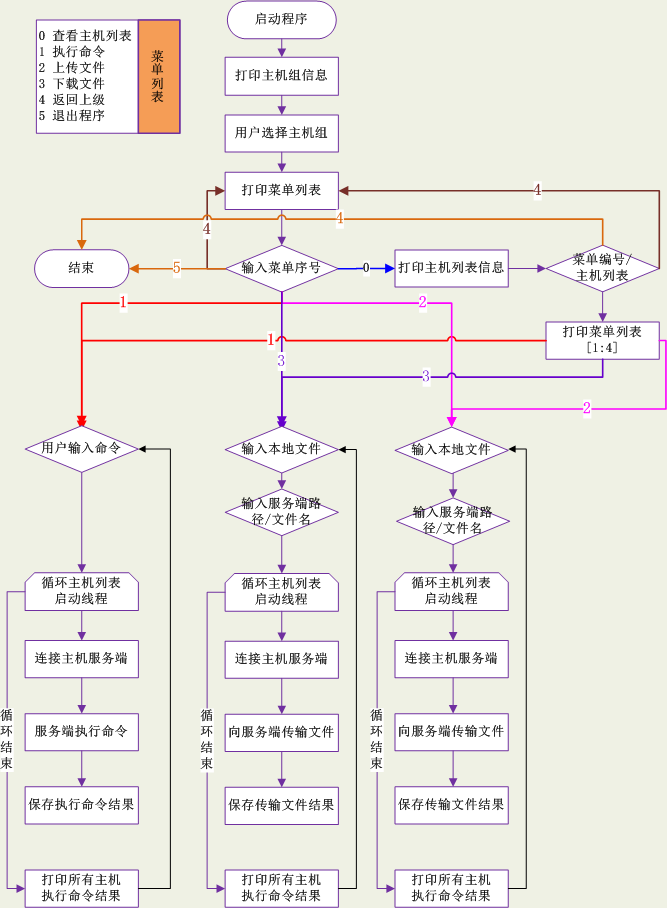 启动程序
0 查看主机列表
1 执行命令
2 上传文件
3 下载文件
4 返回上级
5 退出程序
菜单列表
打印主机组信息
用户选择主机组
打印菜单列表
4
4
4
结束
5
输入菜单序号
0
打印主机列表信息
菜单编号/
主机列表
1
2
打印菜单列表
[1:4]
1
3
3
2
用户输入命令
输入本地文件
输入本地文件
输入服务端路
径/文件名
输入服务端路
径/文件名
循环主机列表
启动线程
循环主机列表
启动线程
循环主机列表
启动线程
连接主机服务端
连接主机服务端
连接主机服务端
循环结束
服务端执行命令
循环结束
向服务端传输文件
循环结束
向服务端传输文件
保存执行命令结果
保存传输文件结果
保存传输文件结果
打印所有主机
执行命令结果
打印所有主机
执行命令结果
打印所有主机
执行命令结果